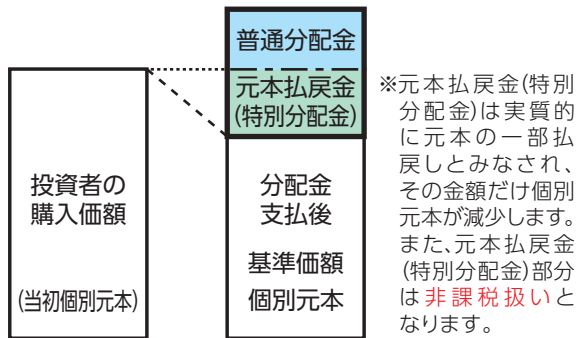 普通分配金
元本払戻金
(特別分配金)
投資者の
購入価額
(当初個別元本)
分配金
支払後
基準価額
個別元本
※元本払戻金(特別
分配金)は実質的
に元本の一部払
戻しとみなされ、
その金額だけ個別
元本が減少します。
また、元本払戻金
(特別分配金)部分
は非課税扱いと
なります。